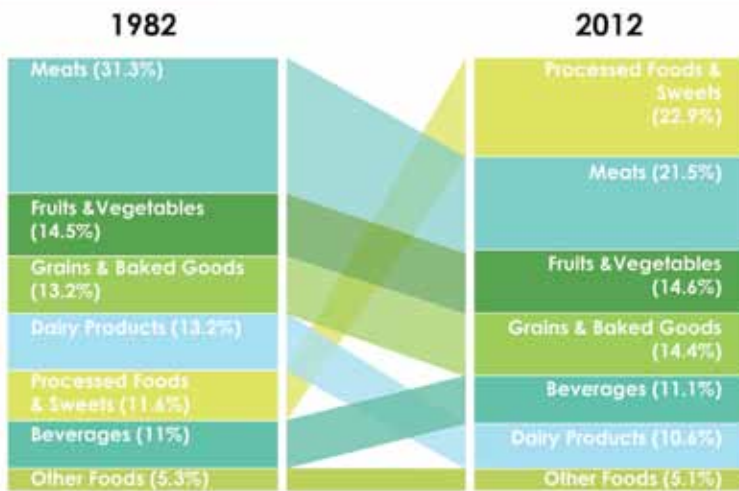 1982
Meats (31.3%)
Fruits &Vegetables
(14.5%)
Grains & Baked Goods
(13.2%)
Dairy Products (13.2%)
Processed Foods
& Sweets (11.6%)
Beverages (11%)
Other Foods (5.3%)
2012
Processed Foods &
Sweets
(22.9%)
Meats (21.5%)
Fruits &Vegetables
(14.6%)
Grains & Baked Goods
(14.4%)
Beverages (11.1%)
Dairy Products (10.6%)
Other Foods (5.1%)